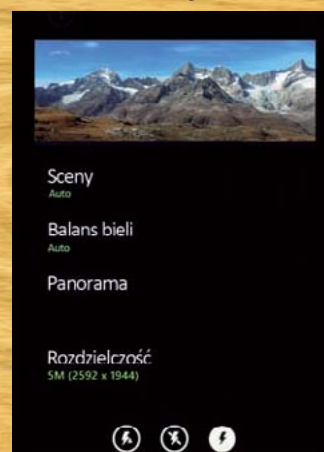 Sceny
Auto
Balans bieli
Auto
Panorama
Rozdzielczość
5M (2592 x 1944)